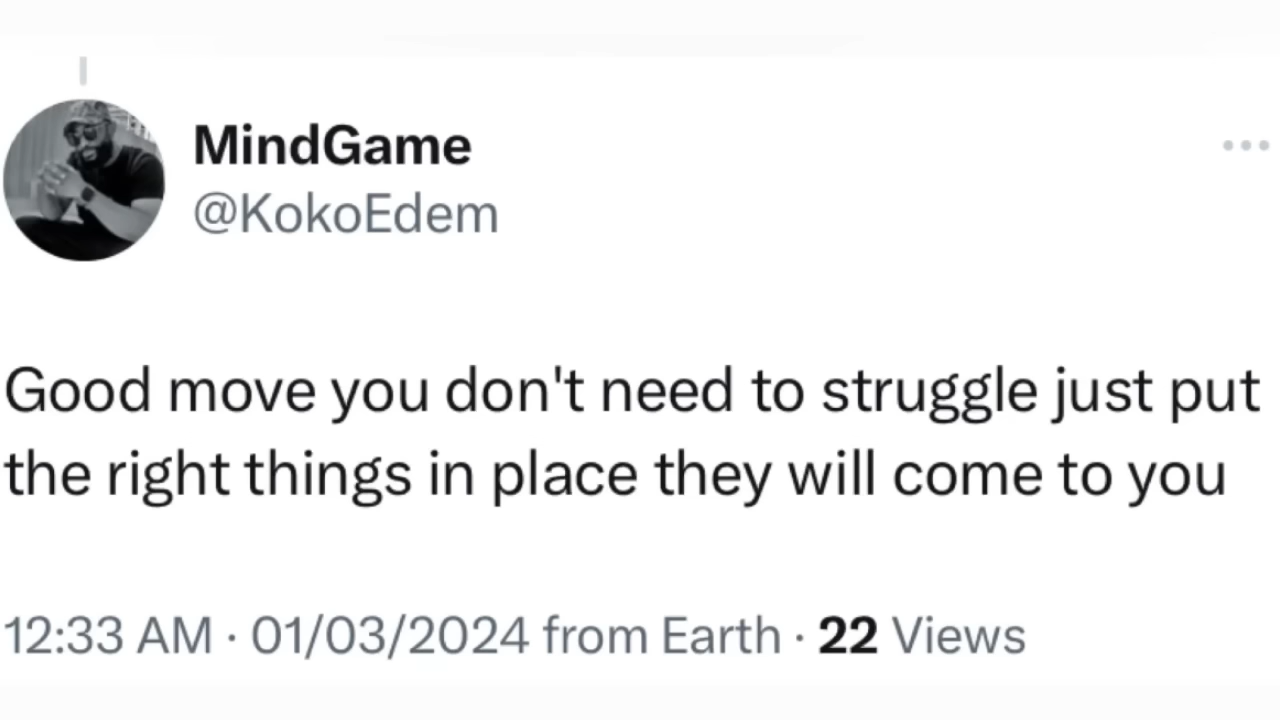 MindGame
@KokoEdem
Good move you don't need to struggle just put
the right things in place they will come to you
12:33 AM · 01/03/2024 from Earth · 22 Views